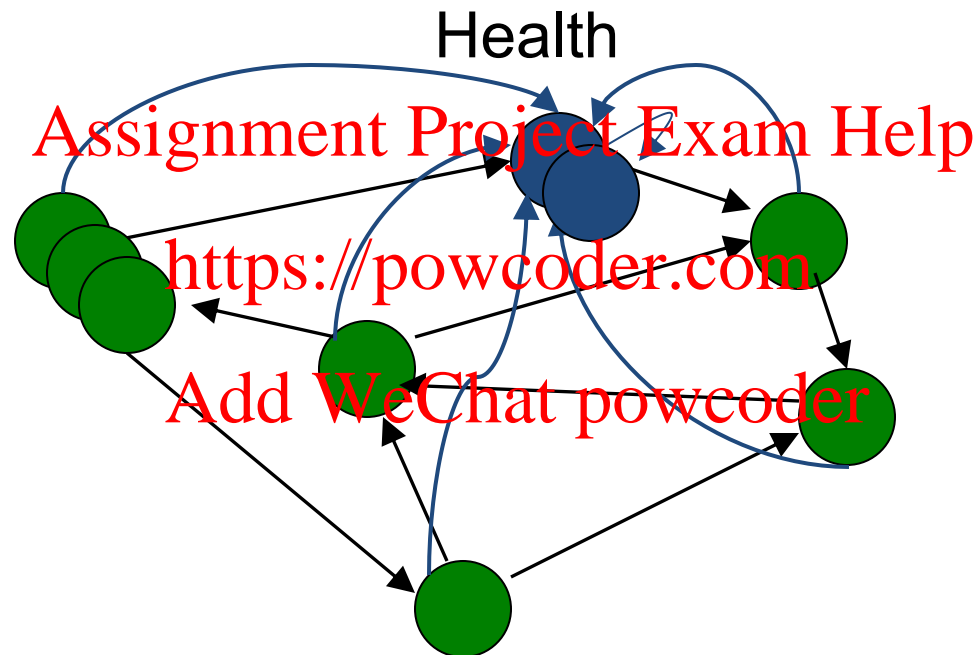 Health
Assignment Project Exam Help
https://powcoder.com
Add WeChat powcoder